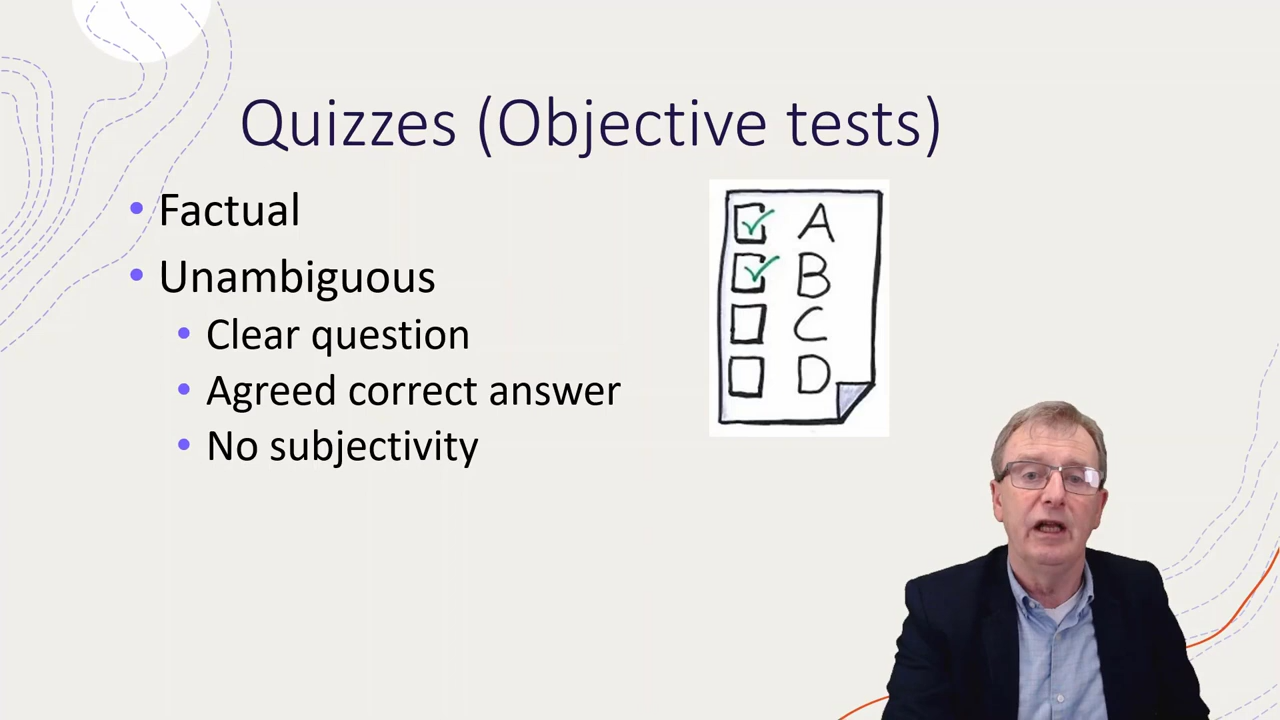 Quizzes (Objective tests)
• Factual
• Unambiguous
• Clear question
• Agreed correct answer
• No subjectivity
A
B
C
D